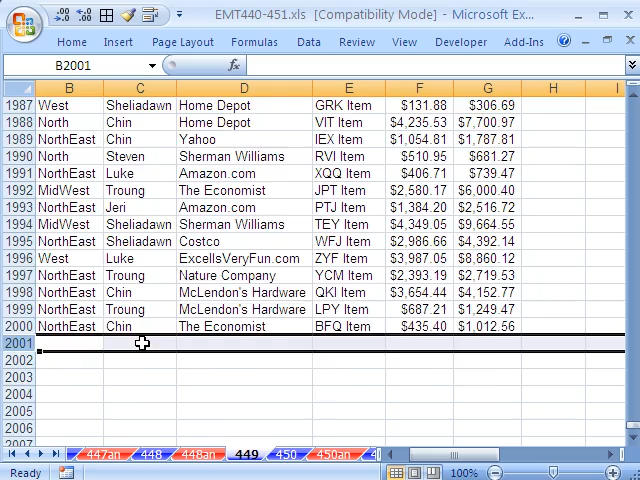 EMT440-451.xls [Compatibility Mode] - Microsoft Ex...
Home Insert Page Layout Formulas Data Review Developer Add-Ins
B2001 fx
B C D E F G H I
1987 West Sheliadawn Home Depot GRK Item $131.88 $306.69
1988 North Chin Home Depot VIT Item $4,235.53 $7,700.97
1989 NorthEast Chin Yahoo IEX Item $1,054.81 $1,787.81
1990 North Steven Sherman Williams RVI Item $510.95 $681.27
1991 NorthEast Luke Amazon.com XQQ Item $406.71 $739.47
1992 MidWest Troung The Economist JPT Item $2,580.17 $6,000.40
1993 NorthEast Jeri Amazon.com PTJ Item $1,384.20 $2,516.72
1994 MidWest Sheliadawn Sherman Williams TEY Item $4,349.05 $9,664.55
1995 NorthEast Sheliadawn Costco WFJ Item $2,986.66 $4,392.14
1996 West Luke ExcellsVeryFun.com ZYF Item $3,987.05 $8,860.12
1997 NorthEast Troung Nature Company YCM Item $2,393.19 $2,719.53
1998 NorthEast Chin McLendon's Hardware QKI Item $3,654.44 $4,152.77
1999 NorthEast Troung McLendon's Hardware LPY Item $687.21 $1,249.47
2000 NorthEast Chin The Economist BFQ Item $435.40 $1,012.56
2001
2002
2003
2004
2005
2006
2007
447an 448 448an 449 450 450an 4
Ready 100%